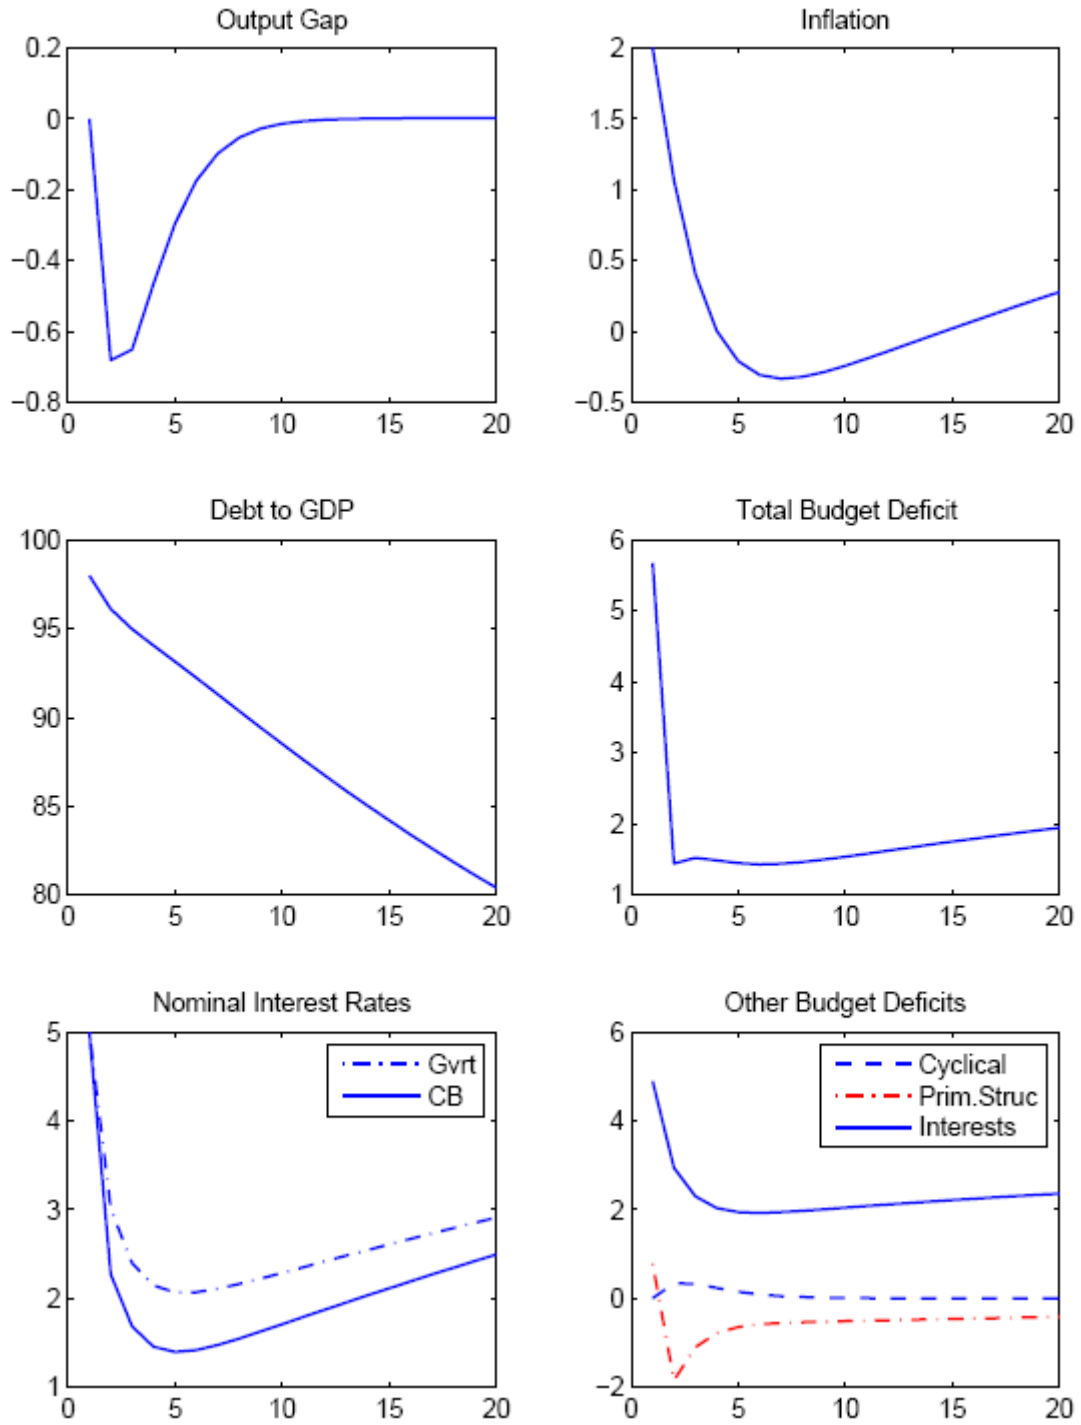 Output Gap
0.2
0
−0.2
−0.4
−0.6
−0.8
0 5 10 15 20
Inflation
2
1.5
1
0.5
0
−0.5
0 5 10 15 20
Debt to GDP
100
95
90
85
80
0 5 10 15 20
Total Budget Deficit
6
5
4
3
2
1
0 5 10 15 20
Nominal Interest Rates
5
4
3
2
1
Gvrt
CB
0 5 10 15 20
Other Budget Deficits
6
4
2
0
−2
Cyclical
Prim.Struc
Interests
0 5 10 15 20